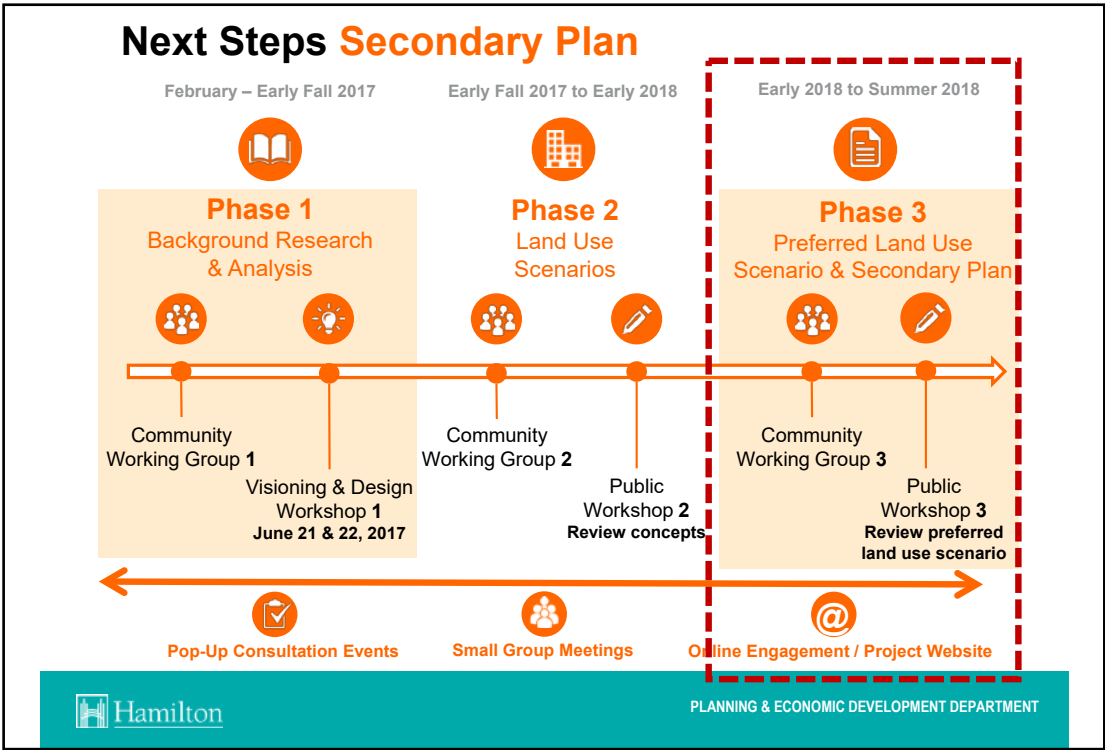 Next Steps Secondary Plan
February – Early Fall 2017
Early Fall 2017 to Early 2018
Early 2018 to Summer 2018
Phase 1
Background Research
& Analysis
Phase 2
Land Use
Scenarios
Phase 3
Preferred Land Use
Scenario & Secondary Plan
Community
Working Group 1
Visioning & Design
Workshop 1
June 21 & 22, 2017
Community
Working Group 2
Public
Workshop 2
Review concepts
Community
Working Group 3
Public
Workshop 3
Review preferred
land use scenario
Pop-Up Consultation Events
Small Group Meetings
@
Online Engagement / Project Website
Hamilton
PLANNING & ECONOMIC DEVELOPMENT DEPARTMENT